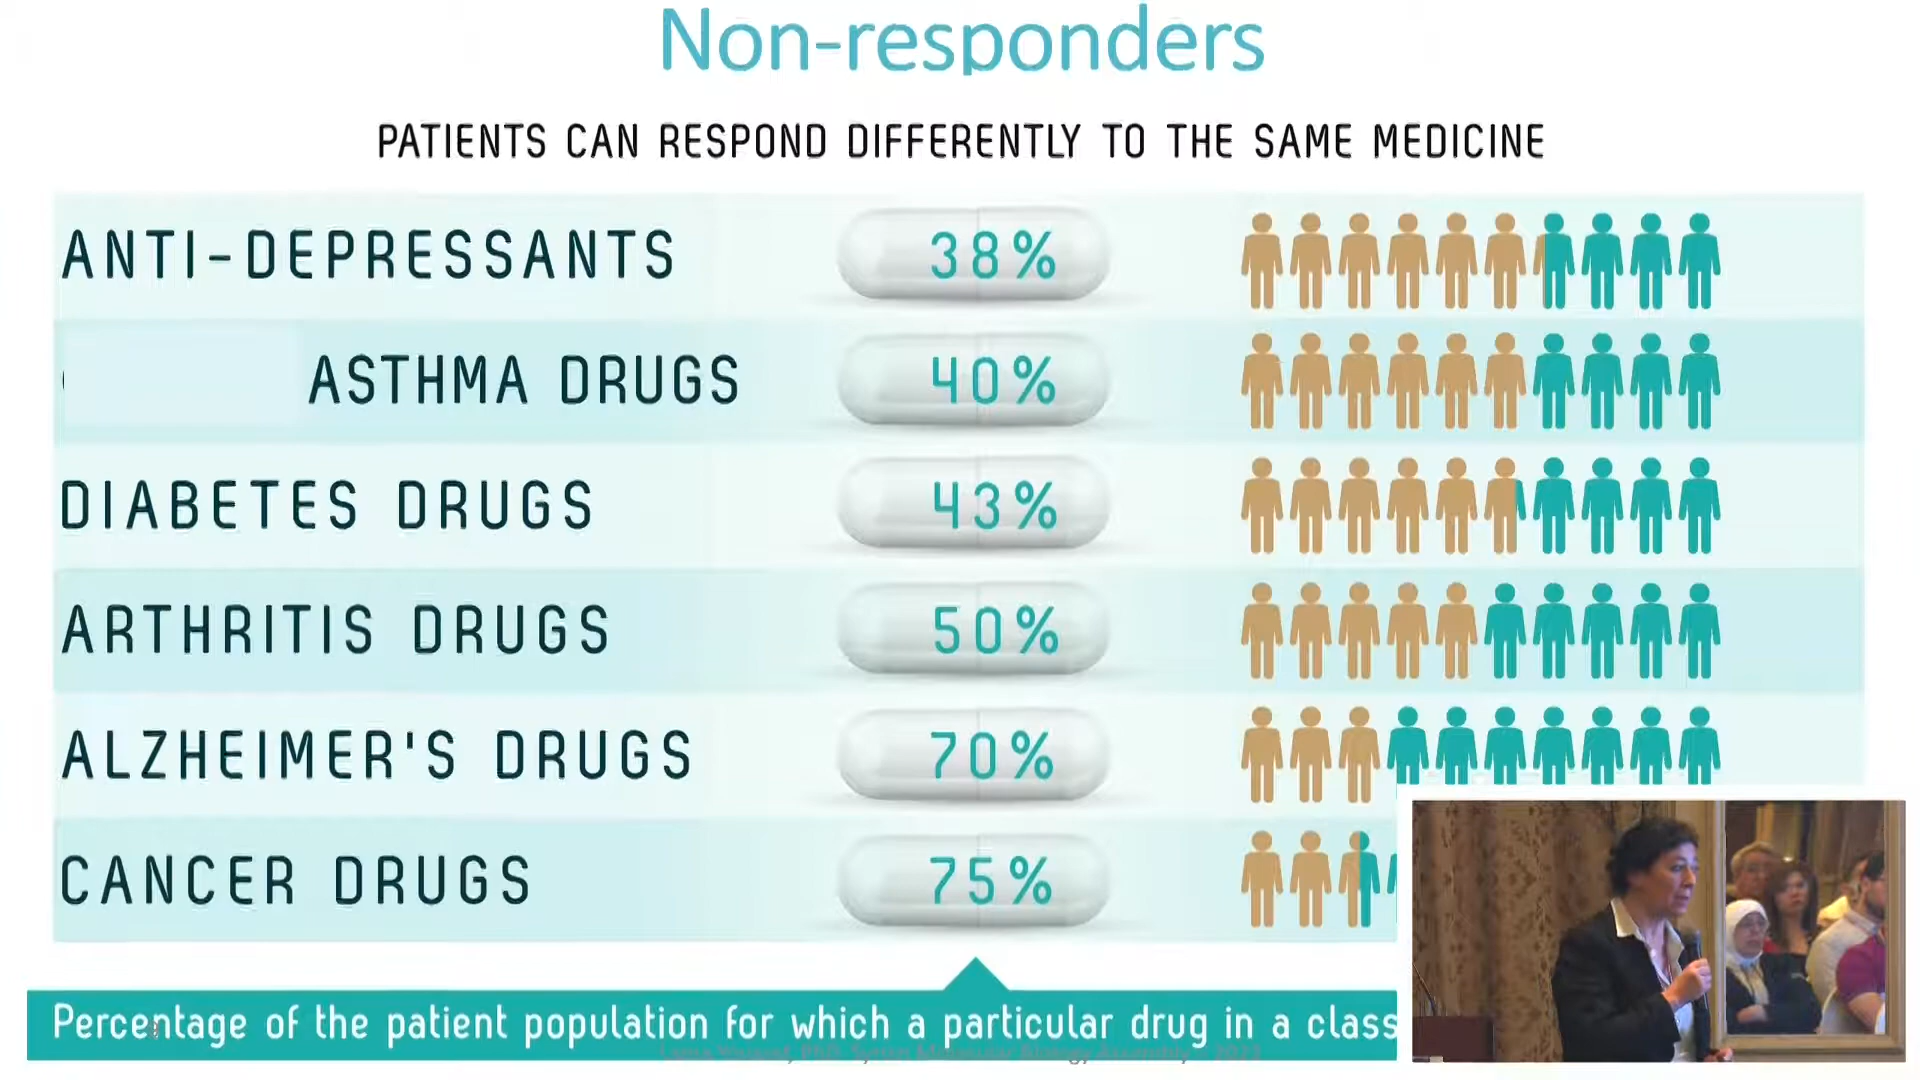 Non-responders
PATIENTS CAN RESPOND DIFFERENTLY TO THE SAME MEDICINE
ANTI-DEPRESSANTS 38%
ASTHMA DRUGS 40%
DIABETES DRUGS 43%
ARTHRITIS DRUGS 50%
ALZHEIMER'S DRUGS 70%
CANCER DRUGS 75%
Percentage of the patient population for which a particular drug in a class